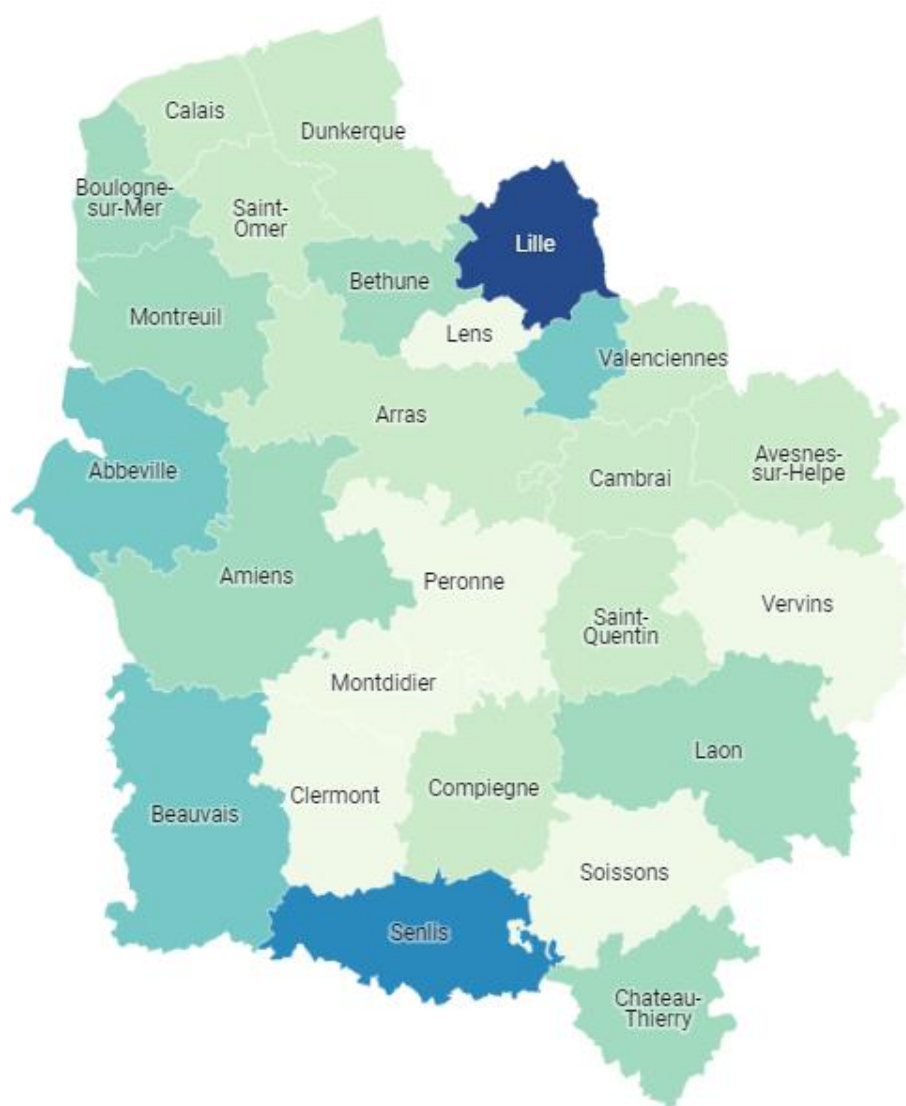 Calais
Dunkerque
Boulogne-
sur-Mer
Saint-
Omer
Lille
Bethune
Montreuil
Lens
Valenciennes
Arras
Abbeville
Cambrai
Avesnes-
sur-Helpe
Amiens
Peronne
Saint-
Quentin
Vervins
Montdidier
Laon
Clermont
Compiegne
Beauvais
Soissons
Senlis
Chateau-
Thierry